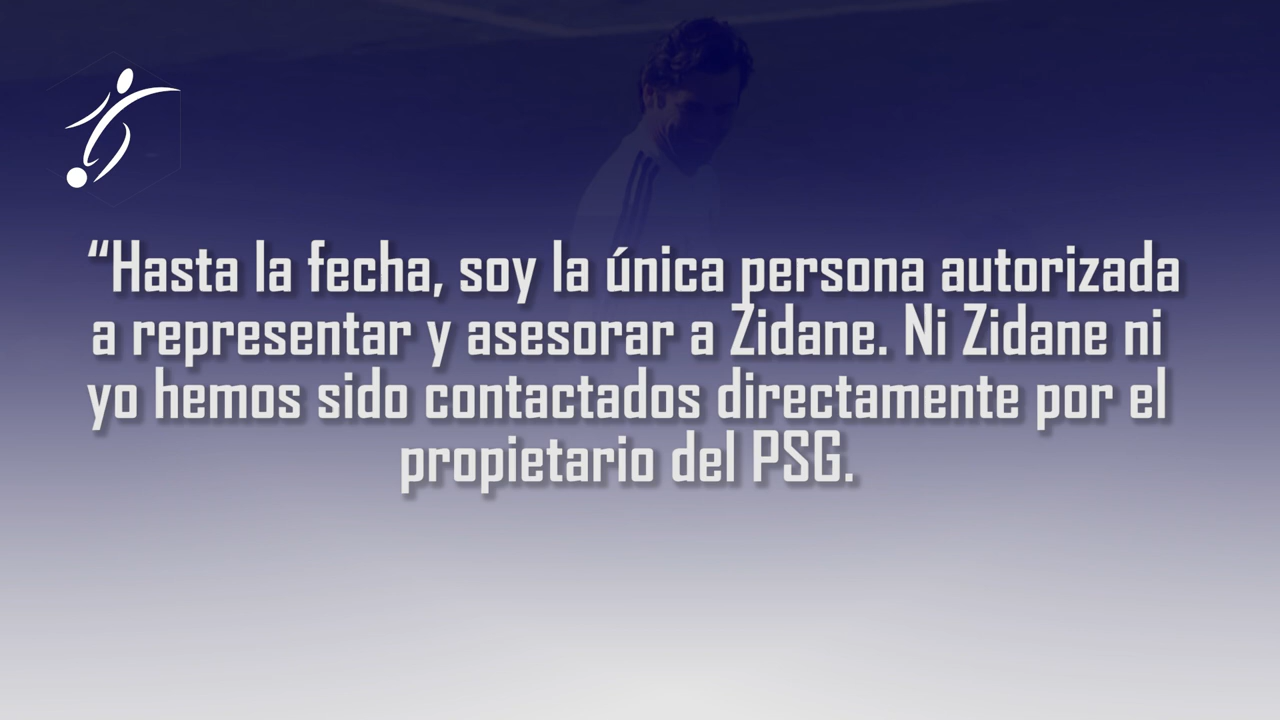 “Hasta la fecha, soy la única persona autorizada
a representar y asesorar a Zidane. Ni Zidane ni
yo hemos sido contactados directamente por el
propietario del PSG.